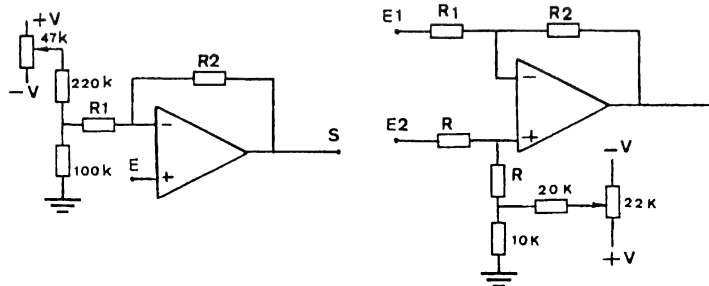 +V
47k
-V
220k
R1
R2
100k
E
-
+
S
E1
R1
R2
E2
R
-
+
R
20K
10K
-V
22K
+V